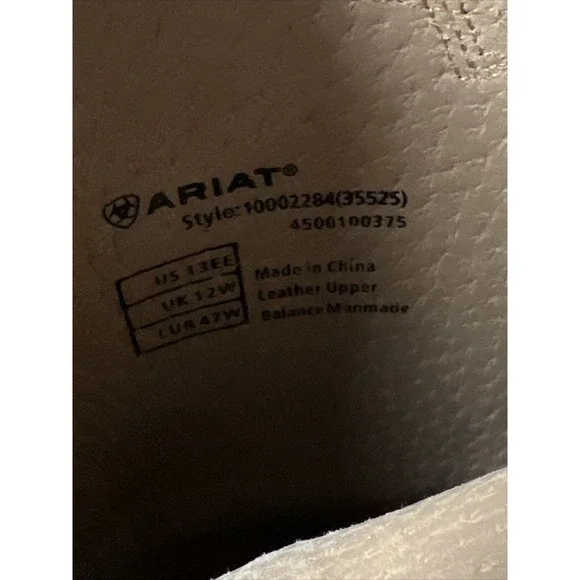 ARIAT®
Style: 10002284(35525)
4500100375
US 13EE
UK 12W
EUR 47W
Made in China
Leather Upper
Balance Manmade